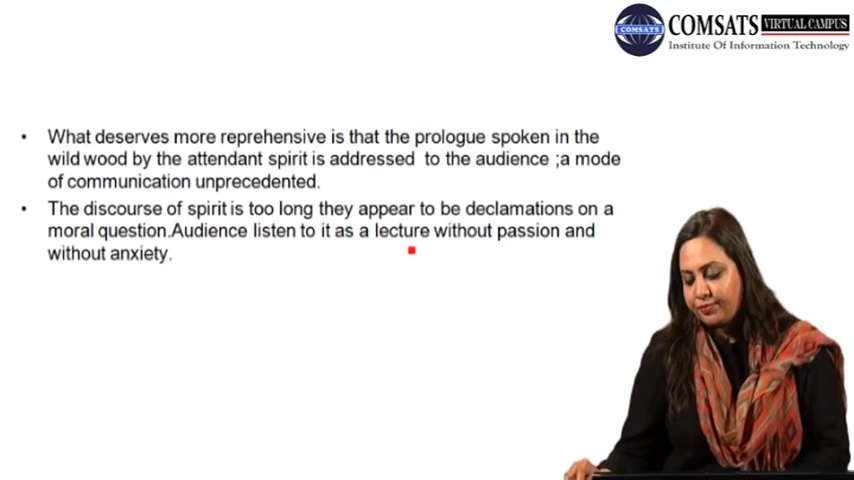 COMSATS
COMSATS VIRTUAL CAMPUS
Institute Of Information Technology
• What deserves more reprehensive is that the prologue spoken in the
wild wood by the attendant spirit is addressed to the audience ;a mode
of communication unprecedented.
• The discourse of spirit is too long they appear to be declamations on a
moral question.Audience listen to it as a lecture without passion and
without anxiety.